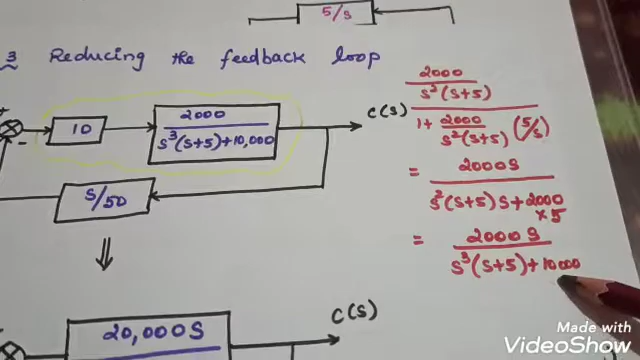 5/s
3 Reducing the feedback loop
2000
s²(s+5)
1 + 2000 (5/s)
s²(s+5)
= 2000s
s²(s+5)s + 2000
×5
= 2000 s
s³(s+5)+10000
+
-
10
2000
s³(s+5)+10,000
C(s)
s/50
20,000s
C(s)
Made with
VideoShow